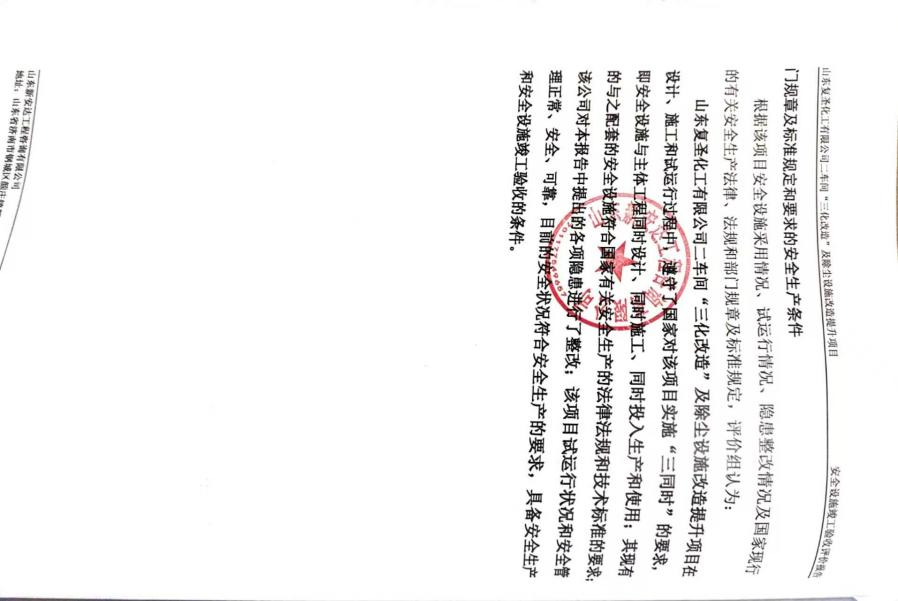 山东复圣化工有限公司二车间“三化改造”及除尘设施改造提升项目
安全设施竣工验收评价报告
门规章及标准规定和要求的安全生产条件
根据该项目安全设施采用情况、试运行情况、隐患整改情况及国家现行
的有关安全生产法律、法规和部门规章及标准规定，评价组认为：
山东复圣化工有限公司二车间“三化改造”及除尘设施改造提升项目在
设计、施工和试运行过程中，遵守了国家对该项目实施“三同时”的要求，
即安全设施与主体工程同时设计、同时施工、同时投入生产和使用；其现有
的与之配套的安全设施符合国家有关安全生产的法律法规和技术标准的要求；
该公司对本报告中提出的各项隐患进行了整改；该项目试运行状况和安全管
理正常、安全、可靠，目前的安全状况符合安全生产的要求，具备安全生产
和安全设施竣工验收的条件。
山东新安达工程咨询有限公司
山东新安达工程咨询有限公司
地址：山东省济南市钢城区